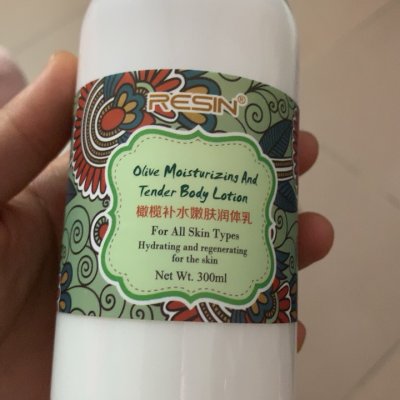 RESIN®
Olive Moisturizing And
Tender Body Lotion
橄榄补水嫩肤润体乳
For All Skin Types
Hydrating and regenerating
for the skin
Net Wt. 300ml